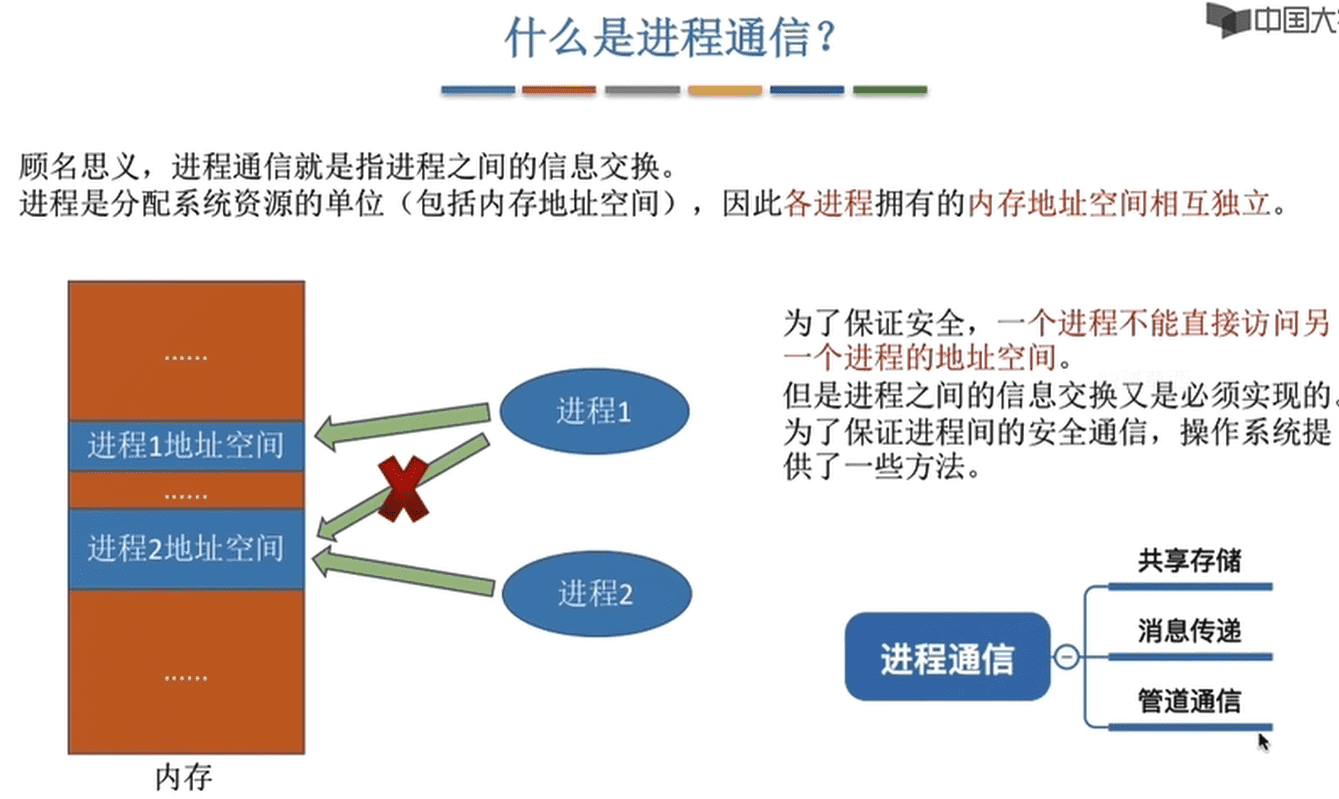 中国大
什么是进程通信？
顾名思义，进程通信就是指进程之间的信息交换。
进程是分配系统资源的单位（包括内存地址空间），因此各进程拥有的内存地址空间相互独立。
……
进程1地址空间
……
进程2地址空间
……
内存
进程1
进程2
为了保证安全，一个进程不能直接访问另
一个进程的地址空间。
但是进程之间的信息交换又是必须实现的。
为了保证进程间的安全通信，操作系统提
供了一些方法。
进程通信
共享存储
消息传递
管道通信